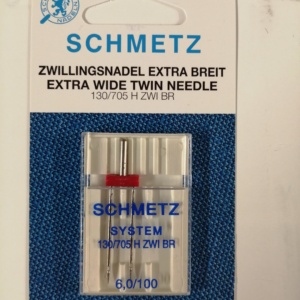 SCHMETZ
ZWILLINGSNADEL EXTRA BREIT
EXTRA WIDE TWIN NEEDLE
130/705 H ZWI BR
SCHMETZ
SYSTEM
130/705 H ZWI BR
6,0/100